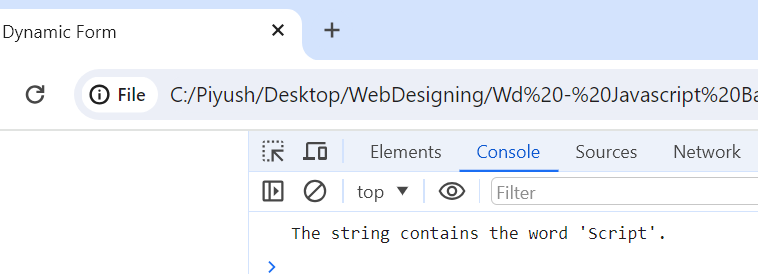 Dynamic Form
File C:/Piyush/Desktop/WebDesigning/Wd%20-%20Javascript%20Ba
Elements Console Sources Network
top Filter
The string contains the word 'Script'.